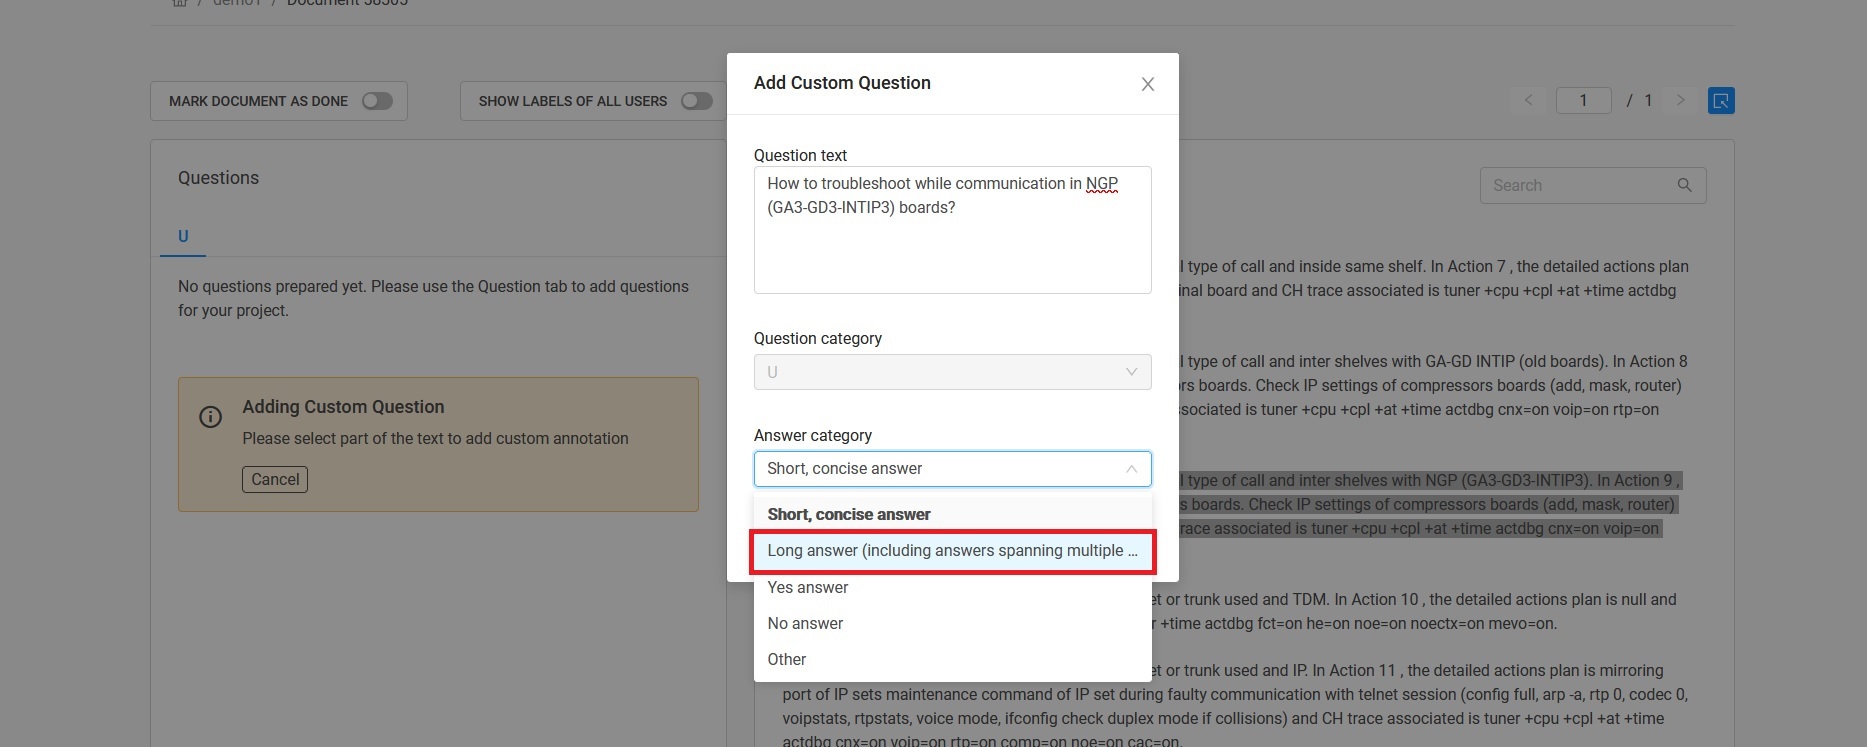 / demo1 / Document 58505
MARK DOCUMENT AS DONE
SHOW LABELS OF ALL USERS
1 / 1
Questions
U
No questions prepared yet. Please use the Question tab to add questions
for your project.
Adding Custom Question
Please select part of the text to add custom annotation
Cancel
Add Custom Question
Question text
How to troubleshoot while communication in NGP
(GA3-GD3-INTIP3) boards?
Question category
U
Answer category
Short, concise answer
Short, concise answer
Long answer (including answers spanning multiple ...
Yes answer
No answer
Other
Search
type of call and inside same shelf. In Action 7 , the detailed actions plan
board and CH trace associated is tuner +cpu +cpl +at +time actdbg
type of call and inter shelves with GA-GD INTIP (old boards). In Action 8
boards. Check IP settings of compressors boards (add, mask, router)
is tuner +cpu +cpl +at +time actdbg cnx=on voip=on rtp=on
type of call and inter shelves with NGP (GA3-GD3-INTIP3). In Action 9 ,
boards. Check IP settings of compressors boards (add, mask, router)
associated is tuner +cpu +cpl +at +time actdbg cnx=on voip=on
or trunk used and TDM. In Action 10 , the detailed actions plan is null and
+time actdbg fct=on he=on noe=on noectx=on mevo=on.
or trunk used and IP. In Action 11 , the detailed actions plan is mirroring
port of IP sets maintenance command of IP set during faulty communication with telnet session (config full, arp -a, rtp 0, codec 0,
voipstats, rtpstats, voice mode, ifconfig check duplex mode if collisions) and CH trace associated is tuner +cpu +cpl +at +time
actdbg cnx=on voip=on rtp=on comp=on noe=on cac=on.